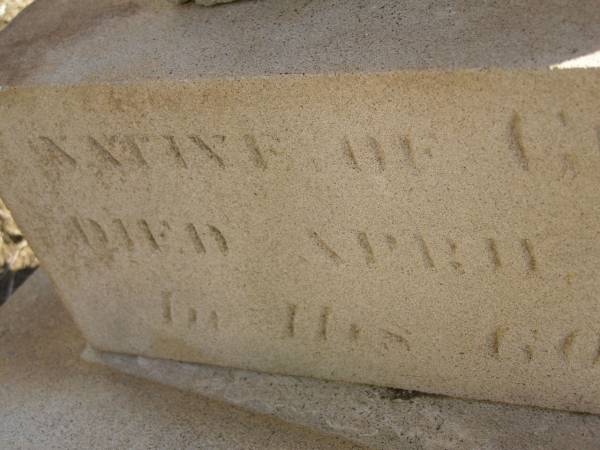 NATIVE OF
DIED APRIL
In His